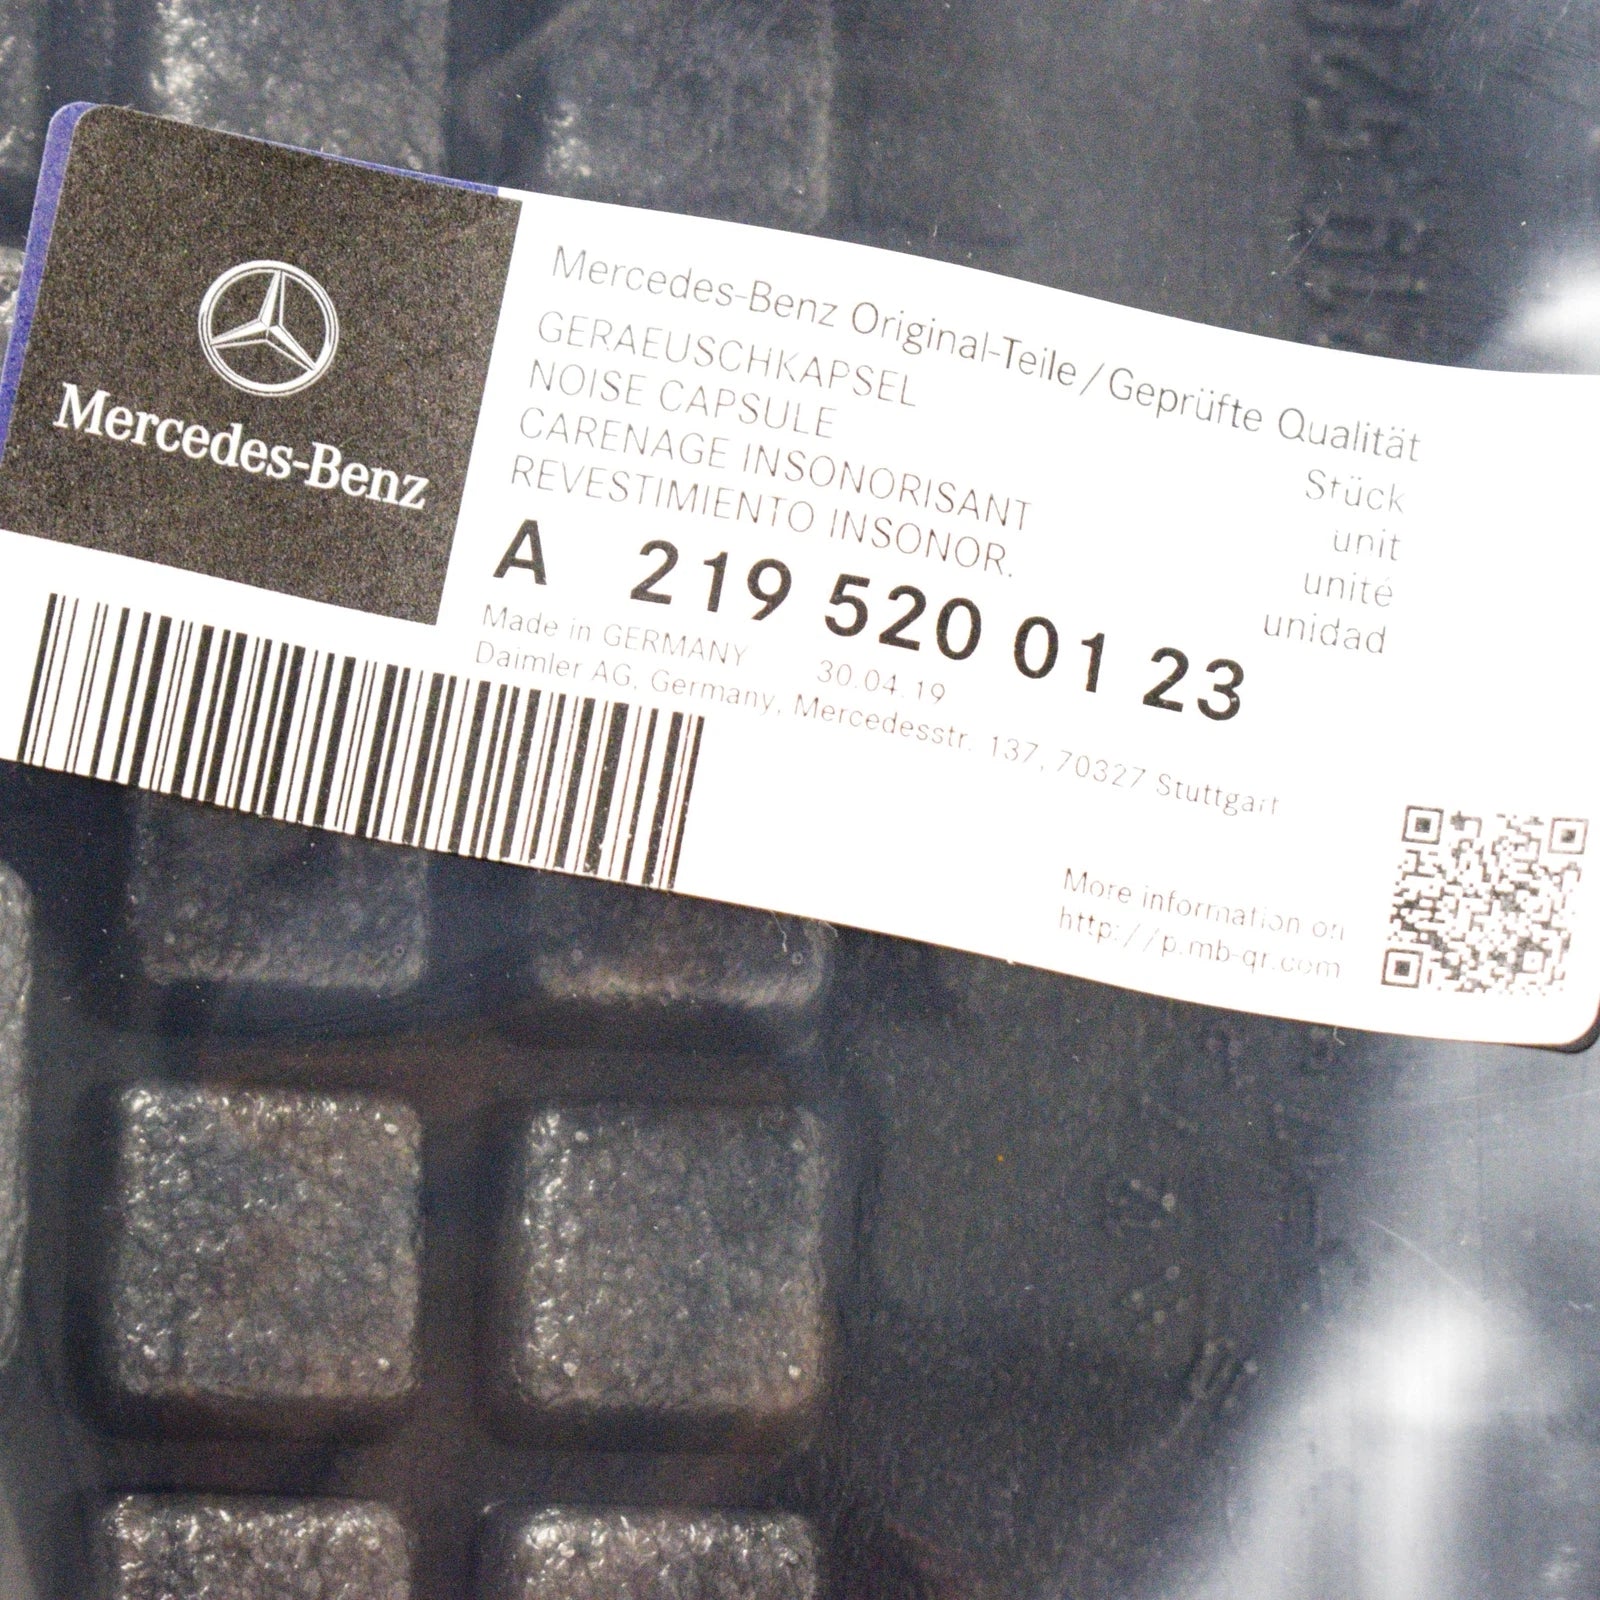 Mercedes-Benz
Mercedes-Benz Original-Teile / Geprüfte Qualität
GERAEUSCHKAPSEL
NOISE CAPSULE
CARENAGE INSONORISANT
REVESTIMIENTO INSONOR.
Stück
unit
unité
unidad
A 219 520 01 23
Made in GERMANY 30.04.19
Daimler AG, Germany, Mercedesstr. 137, 70327 Stuttgart
More information on
http://p.mb-qr.com